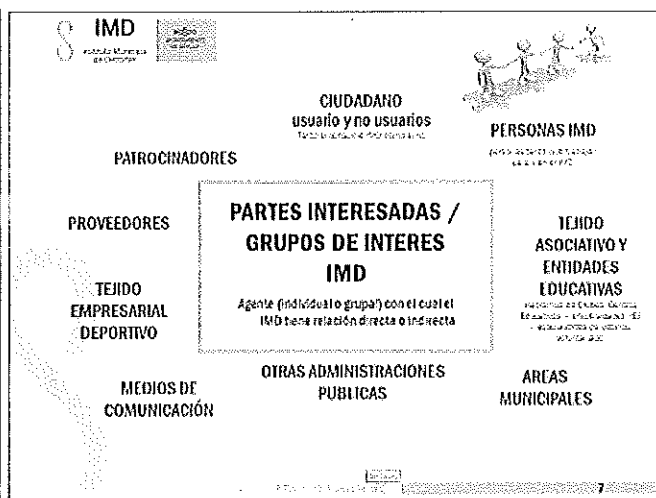 IMD
CIUDADANO
usuario y no usuarios
PERSONAS IMD
PATROCINADORES
PROVEEDORES
PARTES INTERESADAS /
GRUPOS DE INTERES
IMD
Agente (individual o grupal) con el cual el
IMD tiene relación directa o indirecta
TEJIDO
ASOCIATIVO Y
ENTIDADES
EDUCATIVAS
TEJIDO
EMPRESARIAL
DEPORTIVO
MEDIOS DE
COMUNICACIÓN
OTRAS ADMINISTRACIONES
PUBLICAS
AREAS
MUNICIPALES
7